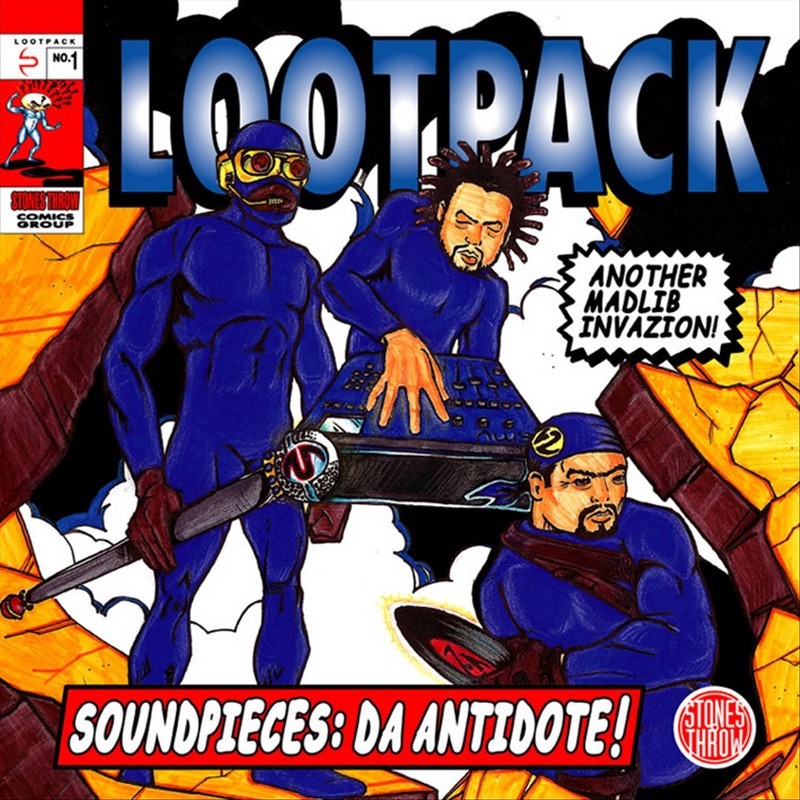 LOOTPACK
NO.1
STONES THROW
COMICS
GROUP
LOOTPACK
ANOTHER
MADLIB
INVAZION!
SOUNDPIECES: DA ANTIDOTE!
STONES
THROW